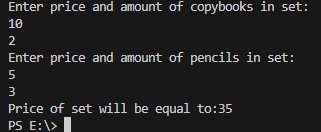 Enter price and amount of copybooks in set:
10
2
Enter price and amount of pencils in set:
5
3
Price of set will be equal to:35
PS E:\>